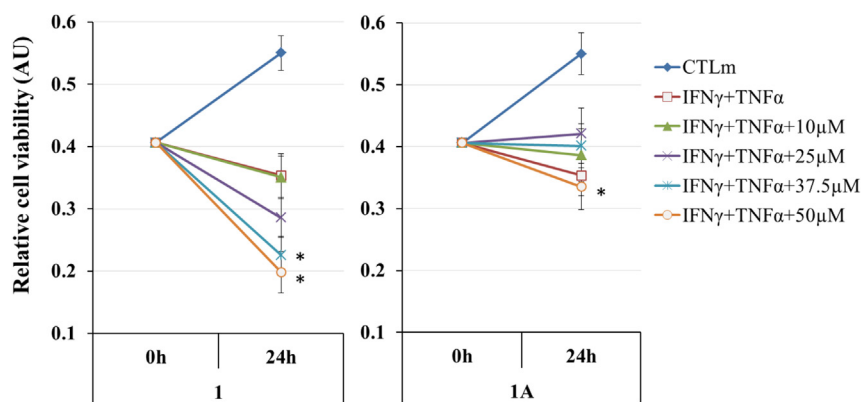 Relative cell viability (AU)
0.6
0.5
0.4
0.3
0.2
0.1
*
*
0h
24h
1
0.6
0.5
0.4
0.3
0.2
0.1
*
0h
24h
1A
CTLm
IFNγ+TNFα
IFNγ+TNFα+10μM
IFNγ+TNFα+25μM
IFNγ+TNFα+37.5μM
IFNγ+TNFα+50μM